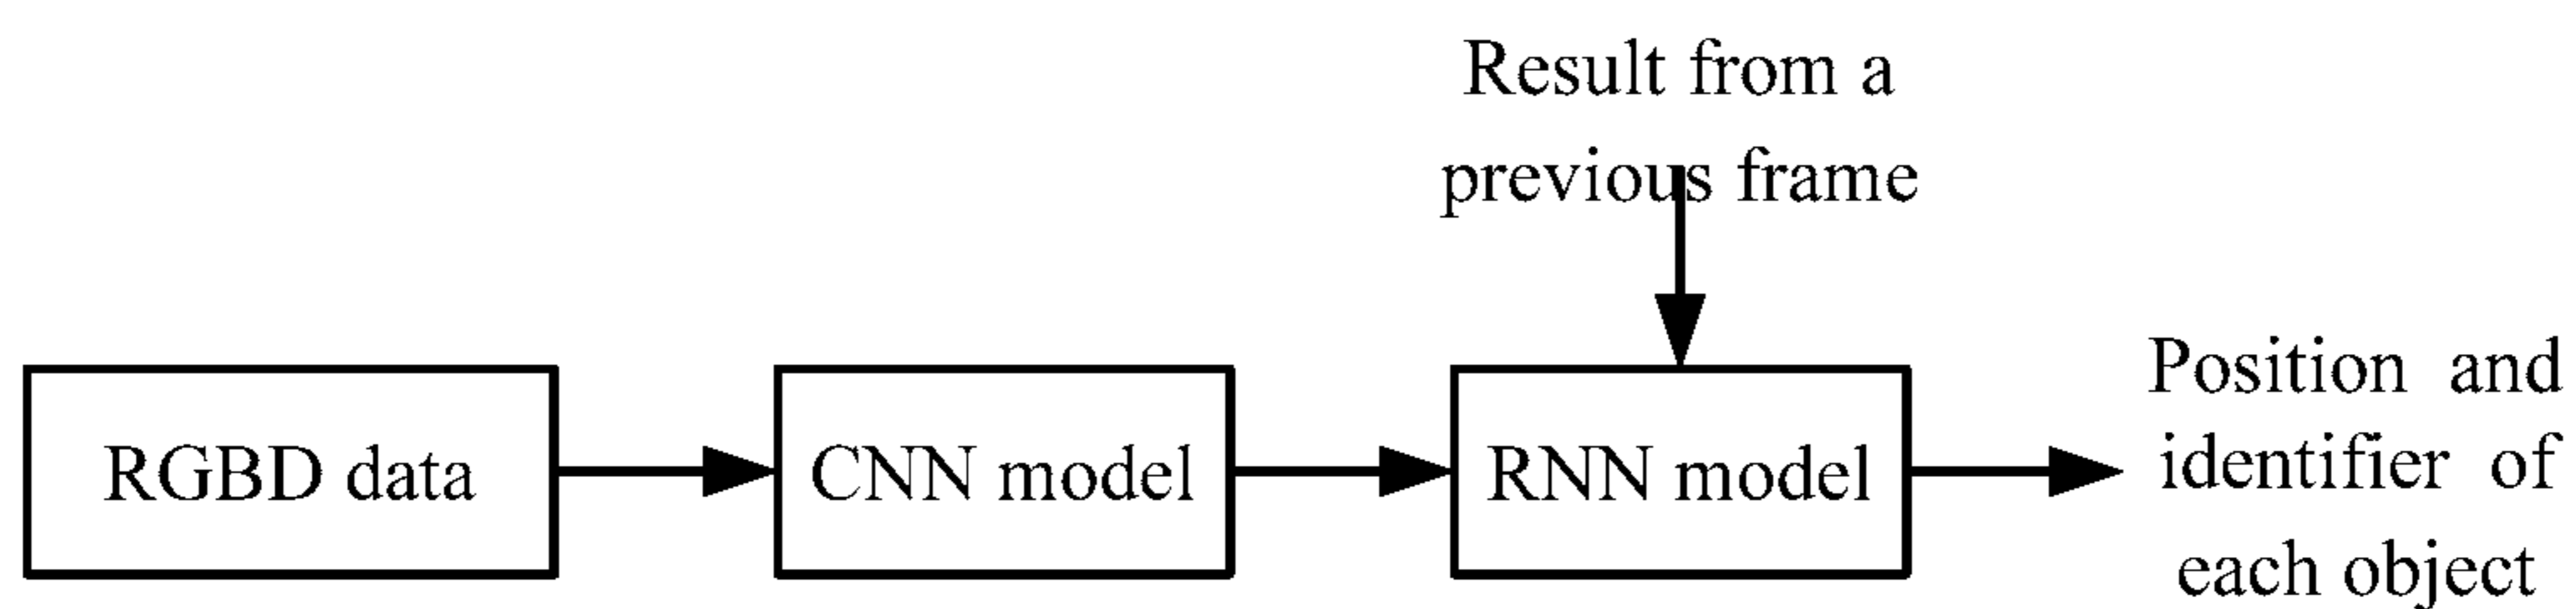 Result from a
previous frame
RGBD data
CNN model
RNN model
Position and
identifier of
each object